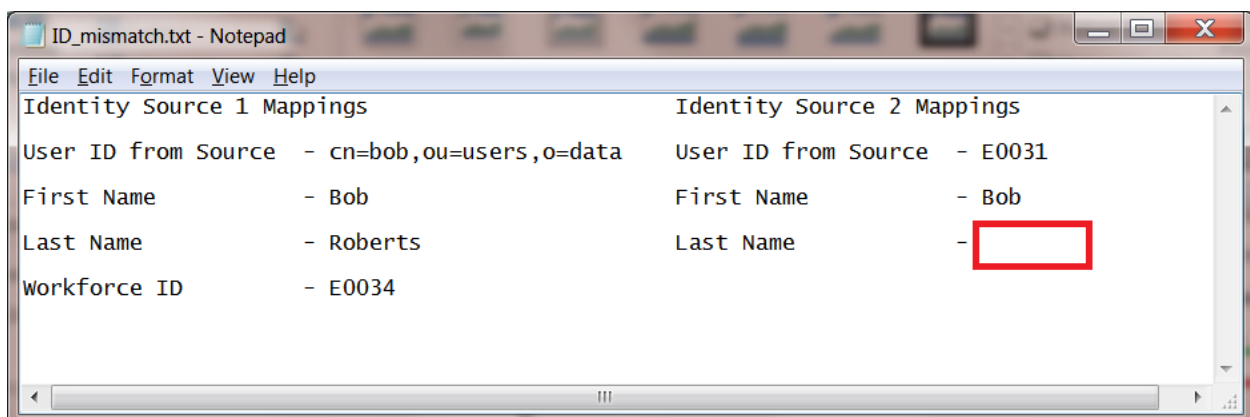 ID_mismatch.txt - Notepad
File Edit Format View Help
Identity Source 1 Mappings Identity Source 2 Mappings
User ID from Source - cn=bob,ou=users,o=data User ID from Source - E0031
First Name - Bob First Name - Bob
Last Name - Roberts Last Name -
Workforce ID - E0034